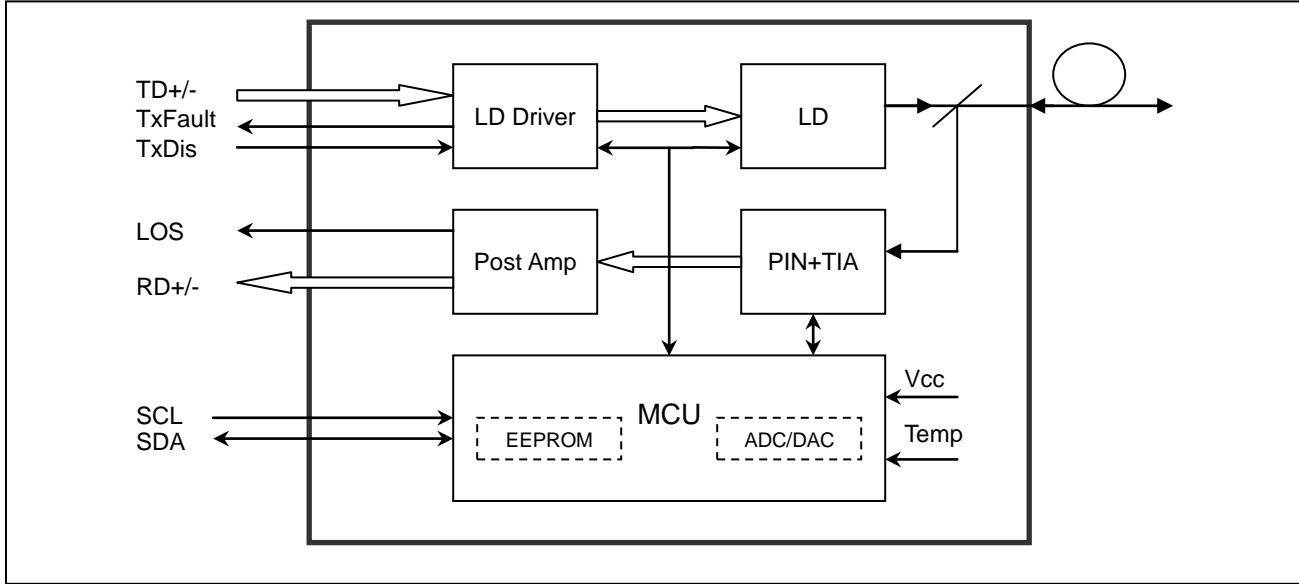 TD+/-
TxFault
TxDis
LD Driver
LD
LOS
RD+/-
Post Amp
PIN+TIA
SCL
SDA
MCU
EEPROM
ADC/DAC
Vcc
Temp